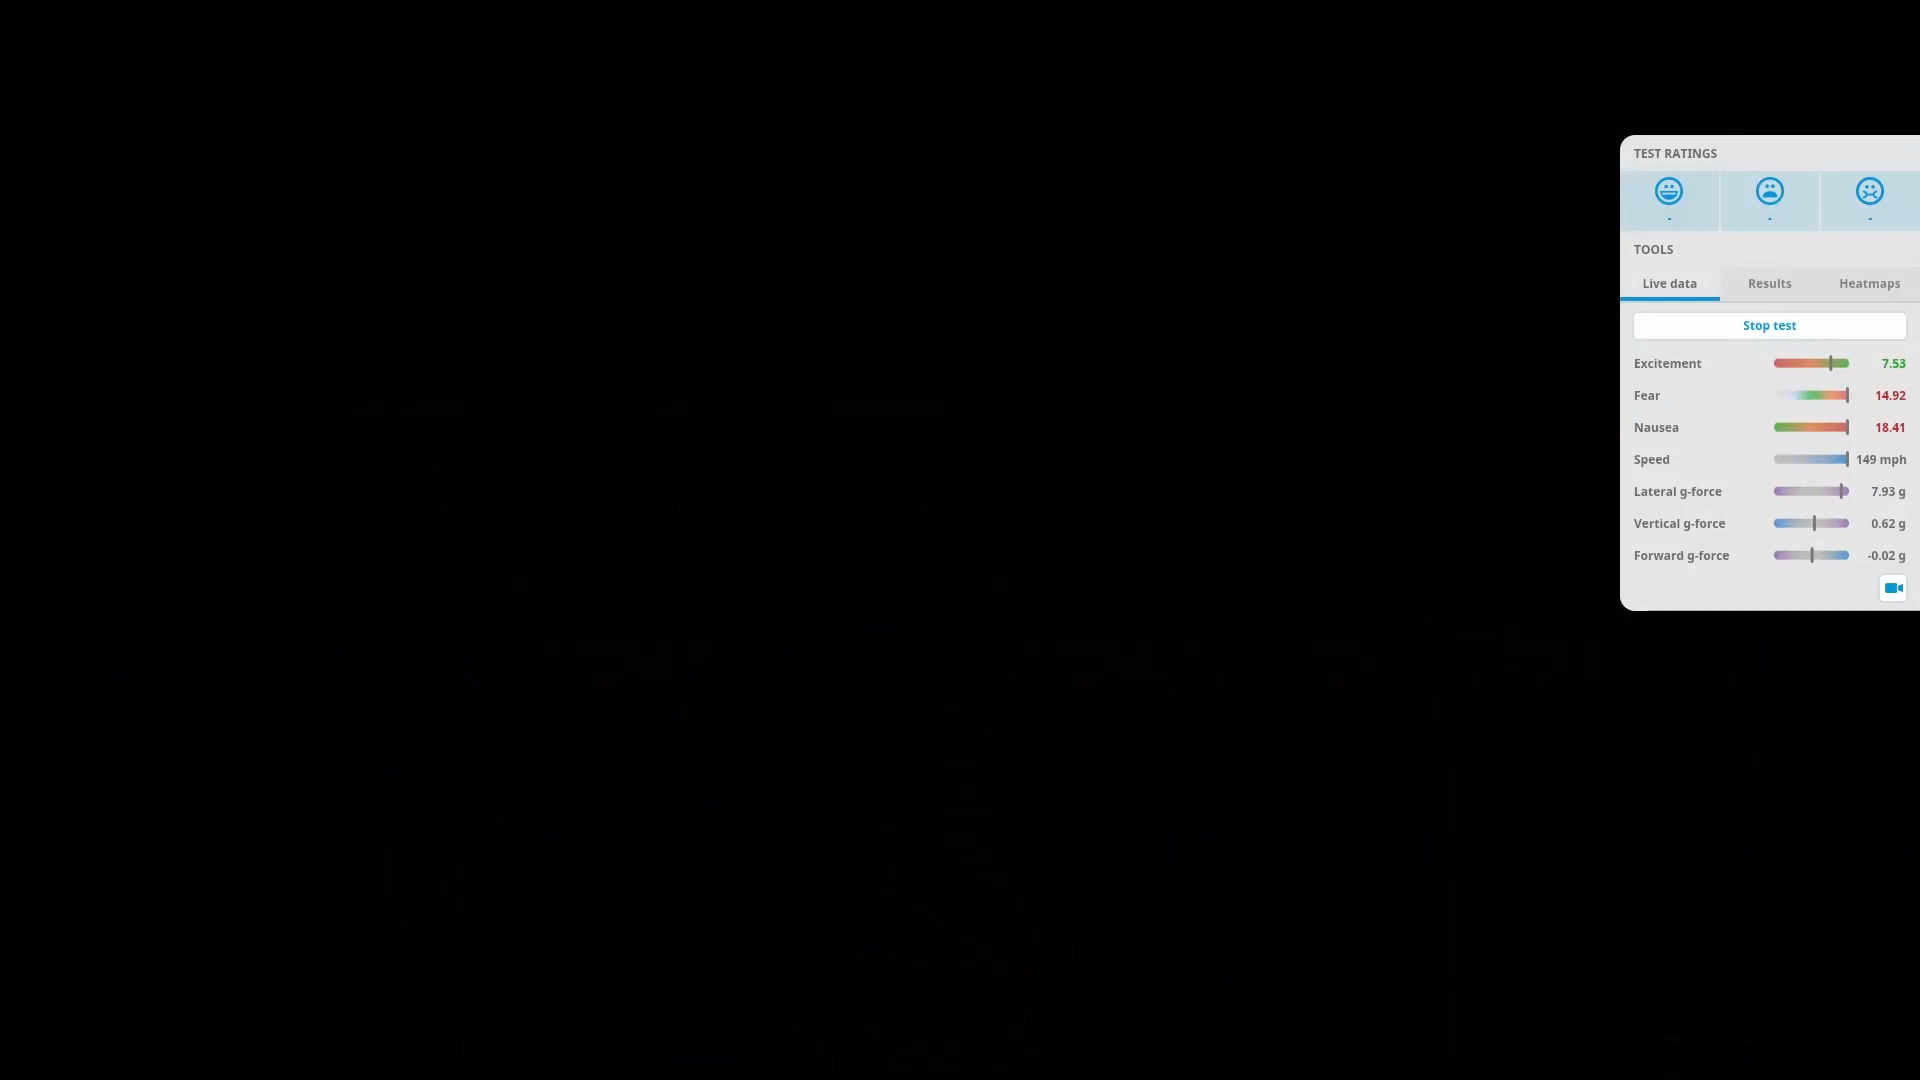 TEST RATINGS
- - -
TOOLS
Live data Results Heatmaps
Stop test
Excitement 7.53
Fear 14.92
Nausea 18.41
Speed 149 mph
Lateral g-force 7.93 g
Vertical g-force 0.62 g
Forward g-force -0.02 g